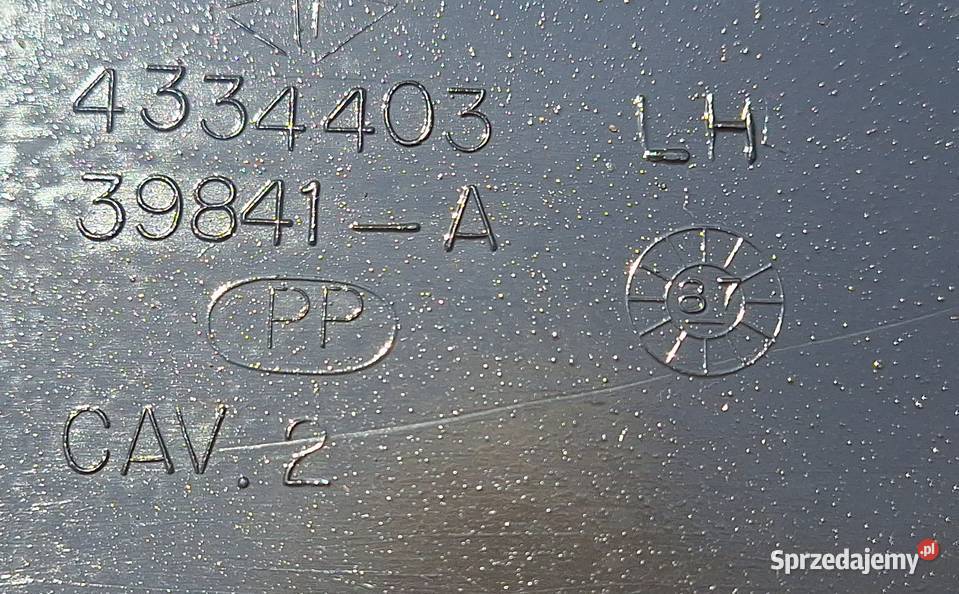 4334403 LH
39841-A
PP
87
CAV.2
Sprzedajemy.pl